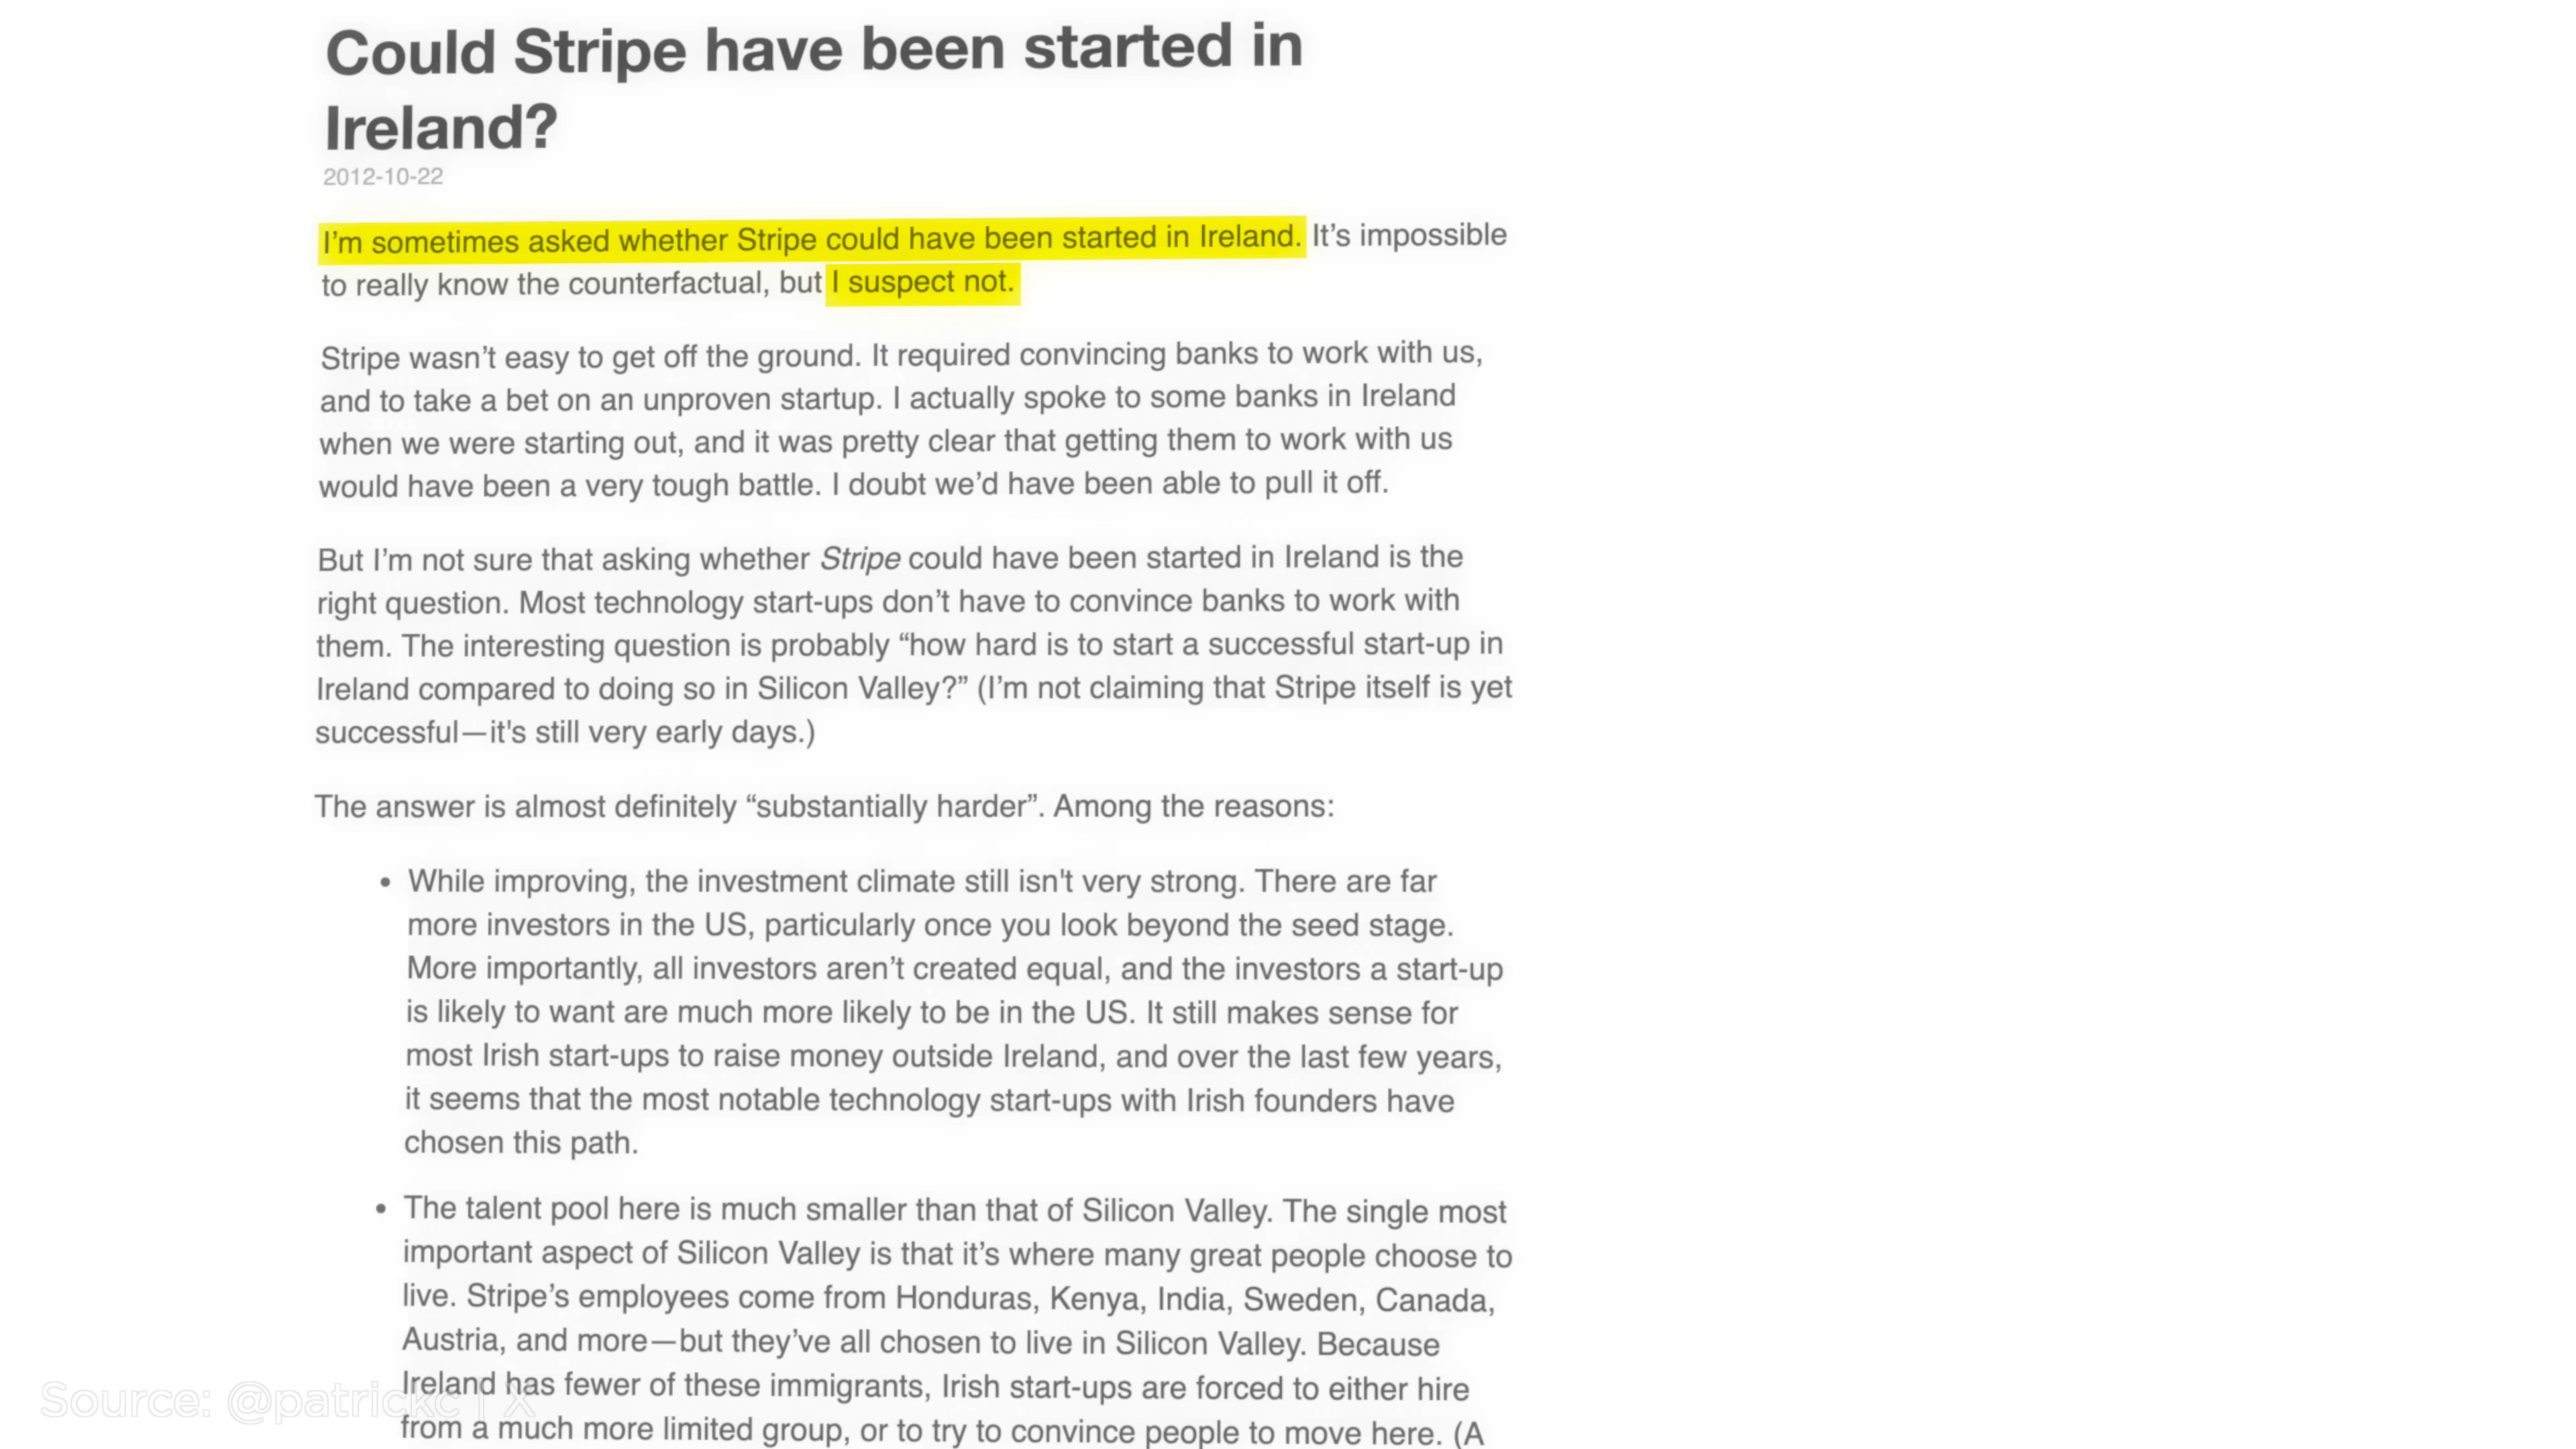 Could Stripe have been started in
Ireland?
2012-10-22
I’m sometimes asked whether Stripe could have been started in Ireland. It’s impossible
to really know the counterfactual, but I suspect not.
Stripe wasn’t easy to get off the ground. It required convincing banks to work with us,
and to take a bet on an unproven startup. I actually spoke to some banks in Ireland
when we were starting out, and it was pretty clear that getting them to work with us
would have been a very tough battle. I doubt we’d have been able to pull it off.
But I’m not sure that asking whether Stripe could have been started in Ireland is the
right question. Most technology start-ups don’t have to convince banks to work with
them. The interesting question is probably “how hard is to start a successful start-up in
Ireland compared to doing so in Silicon Valley?” (I’m not claiming that Stripe itself is yet
successful—it's still very early days.)
The answer is almost definitely “substantially harder”. Among the reasons:
• While improving, the investment climate still isn't very strong. There are far
more investors in the US, particularly once you look beyond the seed stage.
More importantly, all investors aren’t created equal, and the investors a start-up
is likely to want are much more likely to be in the US. It still makes sense for
most Irish start-ups to raise money outside Ireland, and over the last few years,
it seems that the most notable technology start-ups with Irish founders have
chosen this path.
• The talent pool here is much smaller than that of Silicon Valley. The single most
important aspect of Silicon Valley is that it’s where many great people choose to
live. Stripe’s employees come from Honduras, Kenya, India, Sweden, Canada,
Austria, and more—but they’ve all chosen to live in Silicon Valley. Because
Ireland has fewer of these immigrants, Irish start-ups are forced to either hire
from a much more limited group, or to try to convince people to move here. (A
Source: @patrickc | X